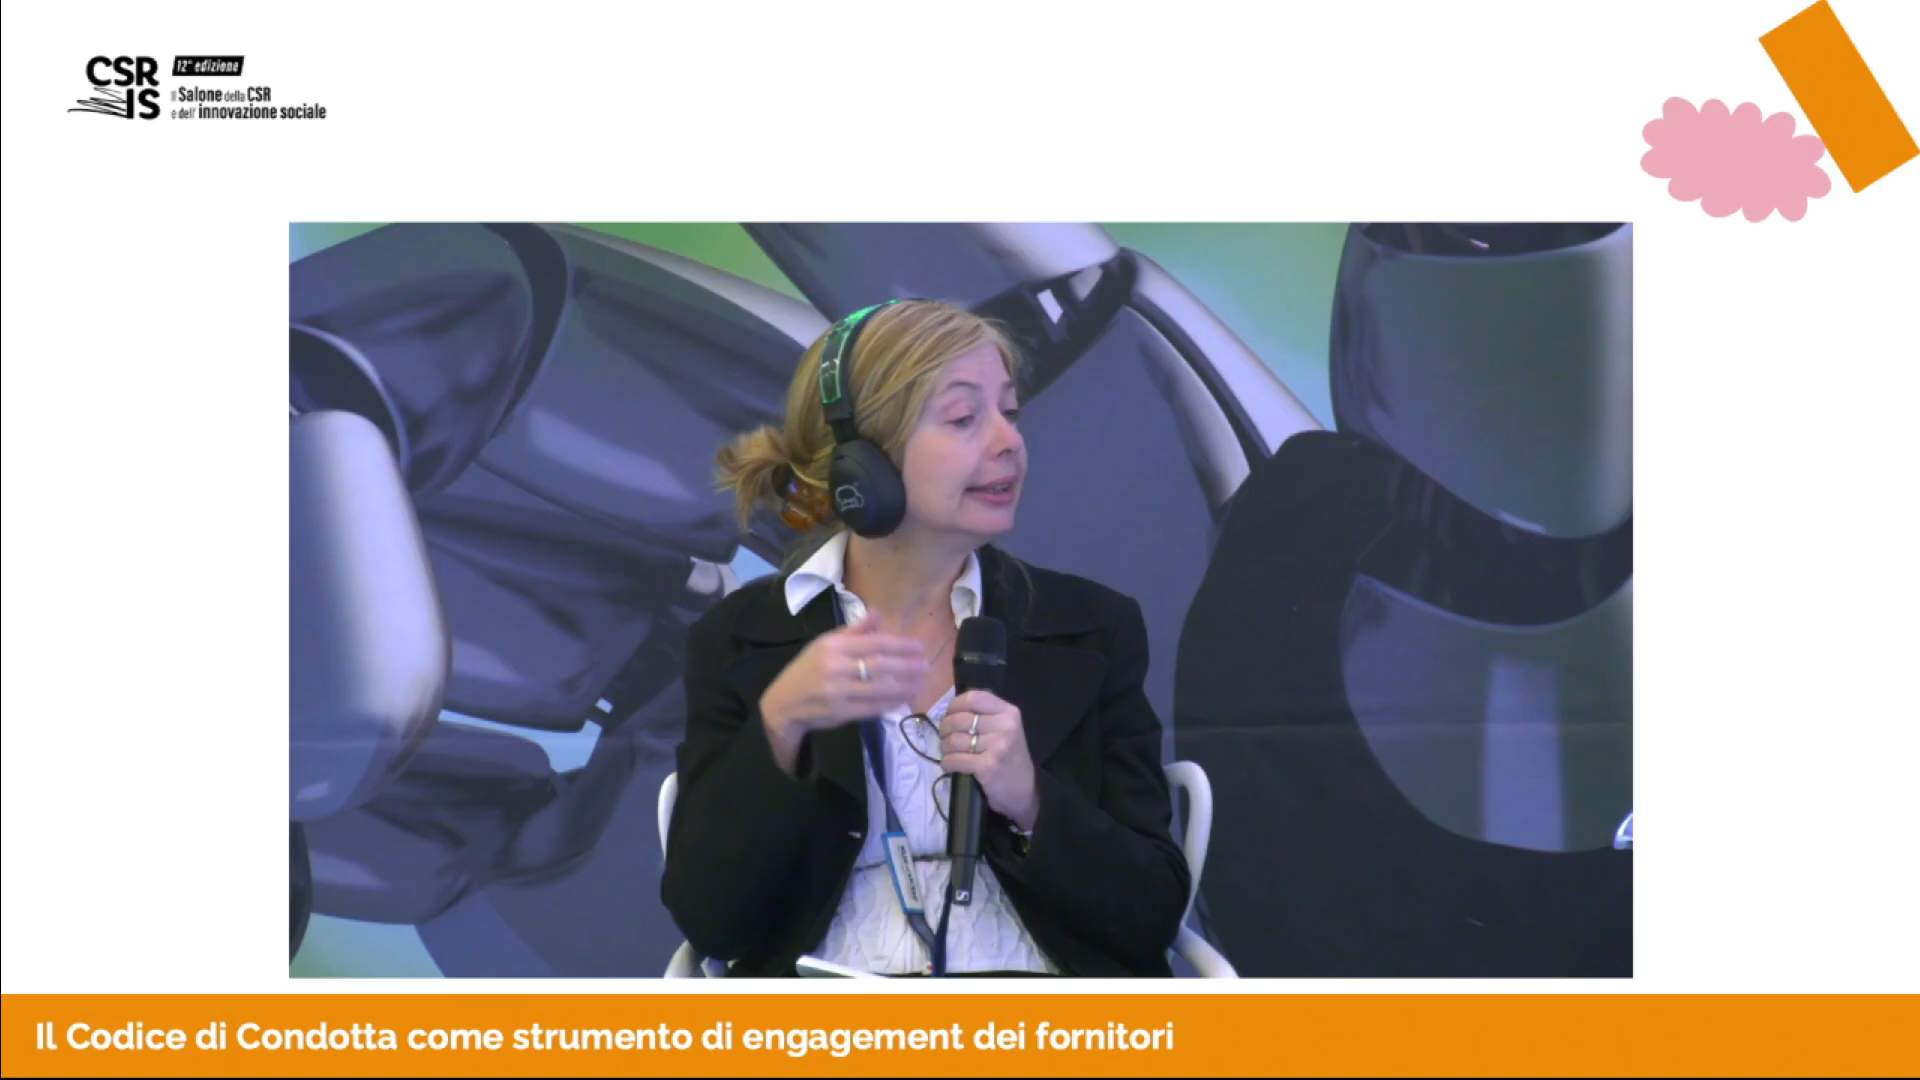 CSR
IS
12° edizione
il Salone della CSR
e dell'innovazione sociale
Il Codice di Condotta come strumento di engagement dei fornitori